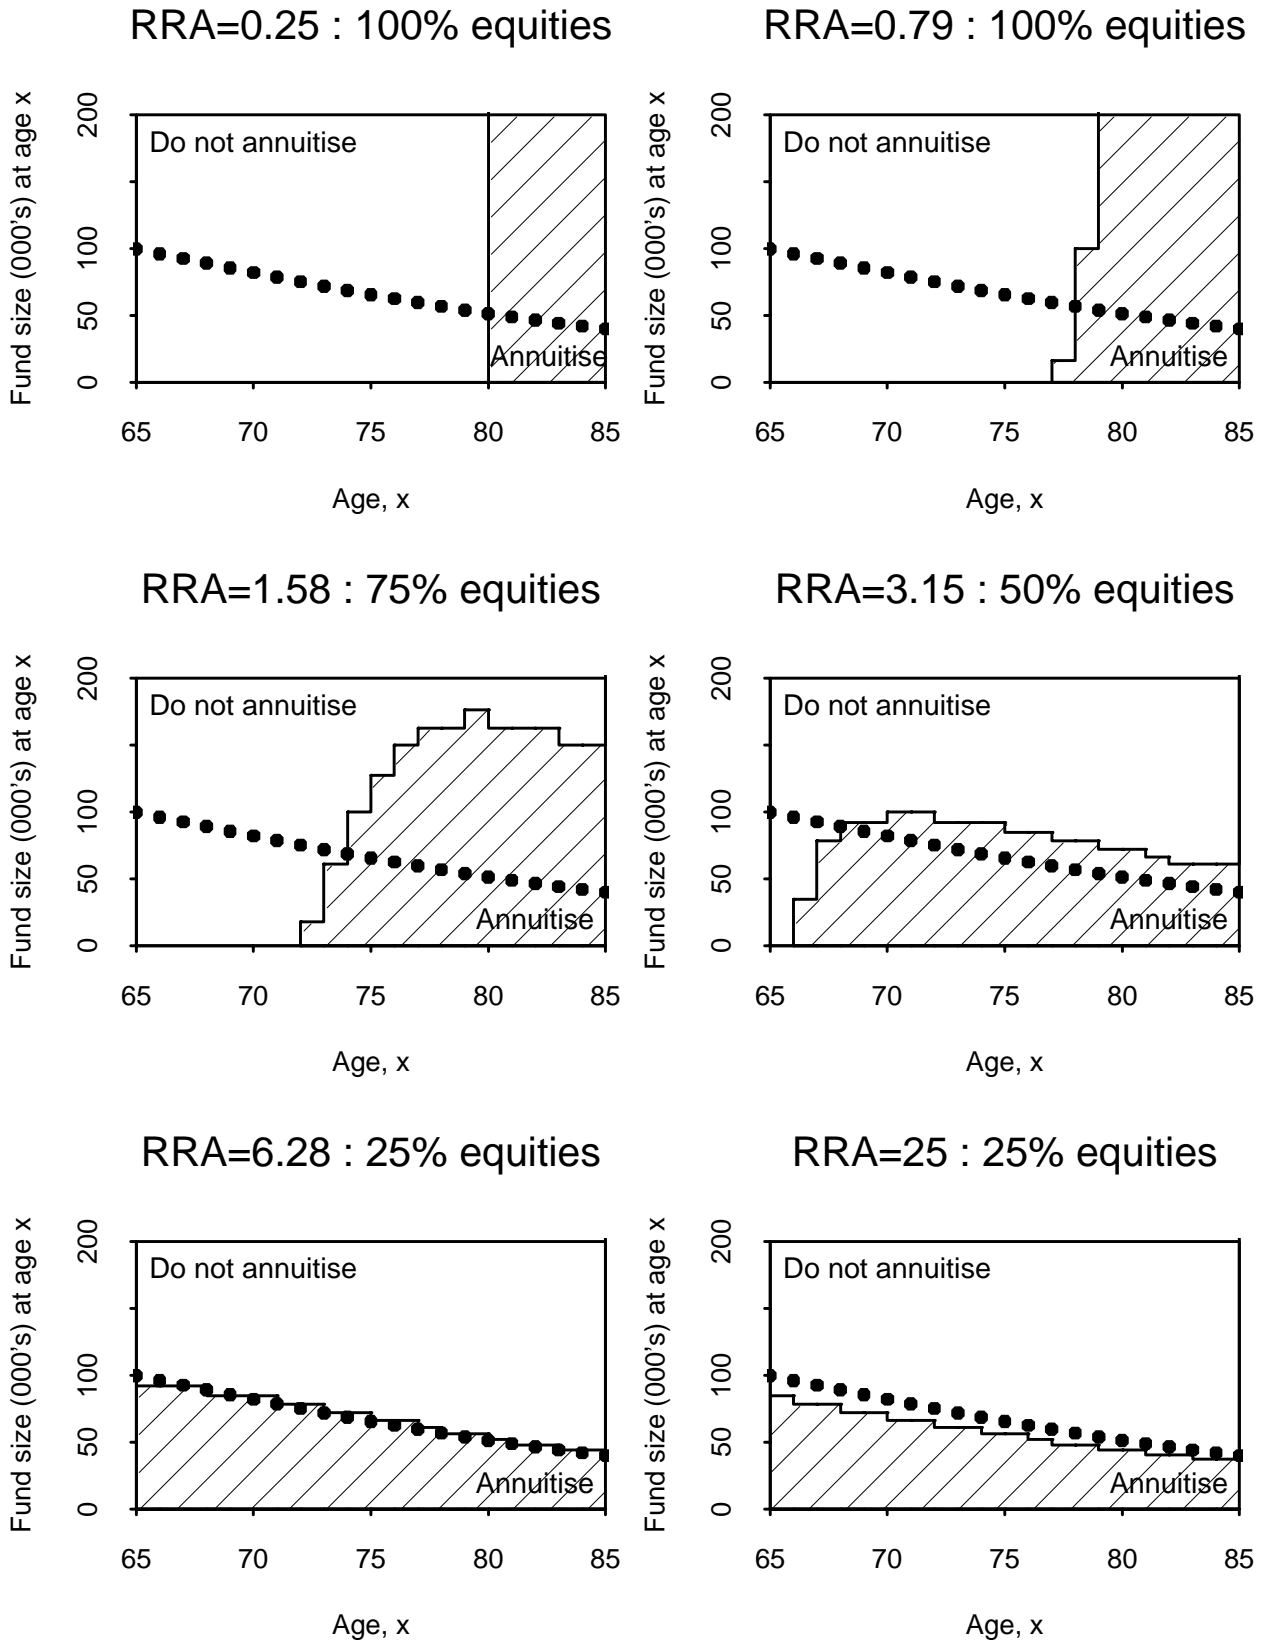 RRA=0.25 : 100% equities
Fund size (000's) at age x
200
100
50
0
Do not annuitise
Annuitise
65 70 75 80 85
Age, x
RRA=0.79 : 100% equities
Fund size (000's) at age x
200
100
50
0
Do not annuitise
Annuitise
65 70 75 80 85
Age, x
RRA=1.58 : 75% equities
Fund size (000's) at age x
200
100
50
0
Do not annuitise
Annuitise
65 70 75 80 85
Age, x
RRA=3.15 : 50% equities
Fund size (000's) at age x
200
100
50
0
Do not annuitise
Annuitise
65 70 75 80 85
Age, x
RRA=6.28 : 25% equities
Fund size (000's) at age x
200
100
50
0
Do not annuitise
Annuitise
65 70 75 80 85
Age, x
RRA=25 : 25% equities
Fund size (000's) at age x
200
100
50
0
Do not annuitise
Annuitise
65 70 75 80 85
Age, x